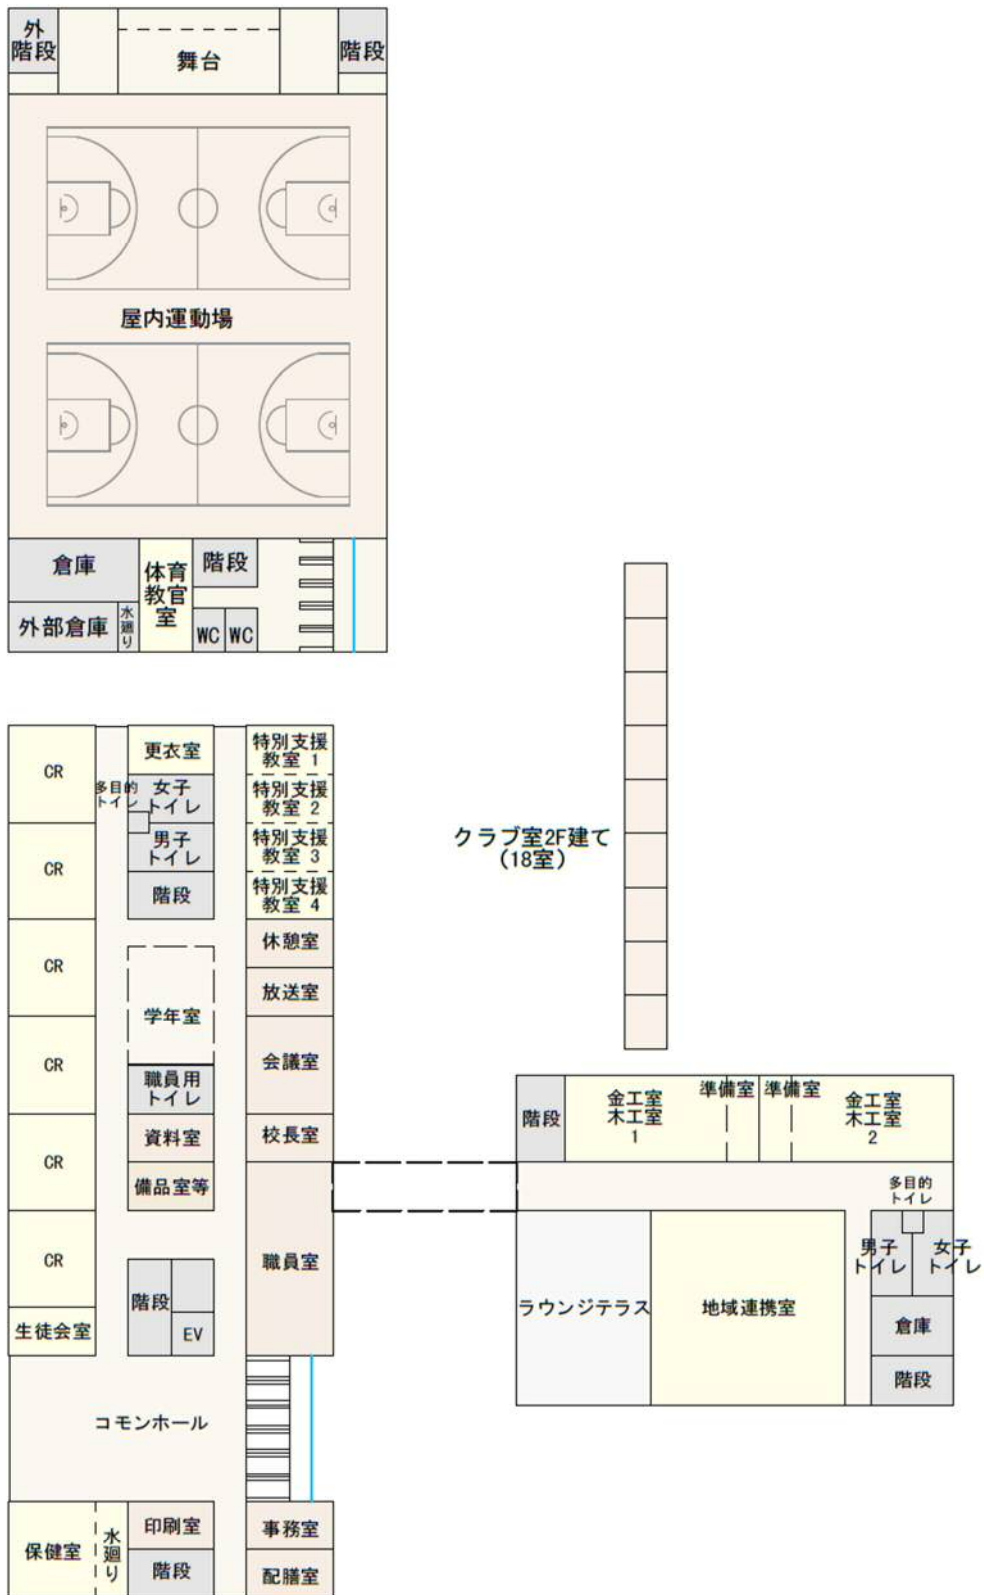 外
階段
舞台
階段
屋内運動場
倉庫
体育
教官
室
階段
外部倉庫
水
廻
り
WC
WC
CR
更衣室
特別支援
教室 1
多目的
トイレ
女子
トイレ
特別支援
教室 2
CR
男子
トイレ
特別支援
教室 3
階段
特別支援
教室 4
クラブ室2F建て
(18室)
CR
休憩室
放送室
学年室
CR
会議室
職員用
トイレ
CR
資料室
校長室
備品室等
CR
職員室
階段
EV
生徒会室
コモンホール
保健室
水
廻
り
印刷室
事務室
階段
配膳室
階段
金工室
木工室
1
準備室
準備室
金工室
木工室
2
多目的
トイレ
男子
トイレ
女子
トイレ
ラウンジテラス
地域連携室
倉庫
階段